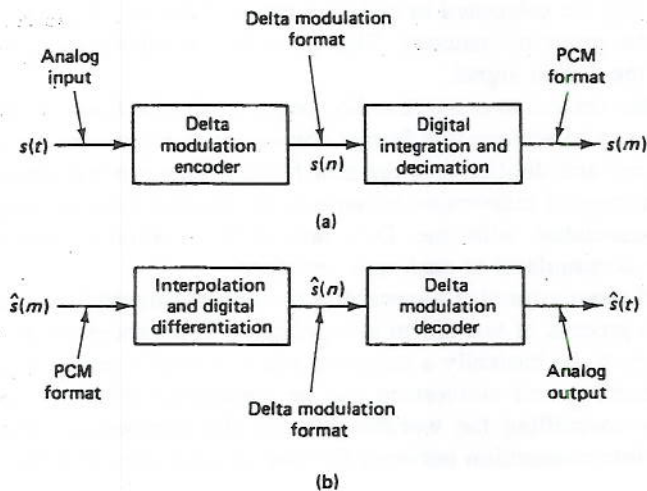 Delta modulation
format
Analog
input
PCM
format
s(t)
Delta
modulation
encoder
s(n)
Digital
integration and
decimation
s(m)
(a)
ŝ(m)
Interpolation
and digital
differentiation
ŝ(n)
Delta
modulation
decoder
ŝ(t)
PCM
format
Delta modulation
format
Analog
output
(b)